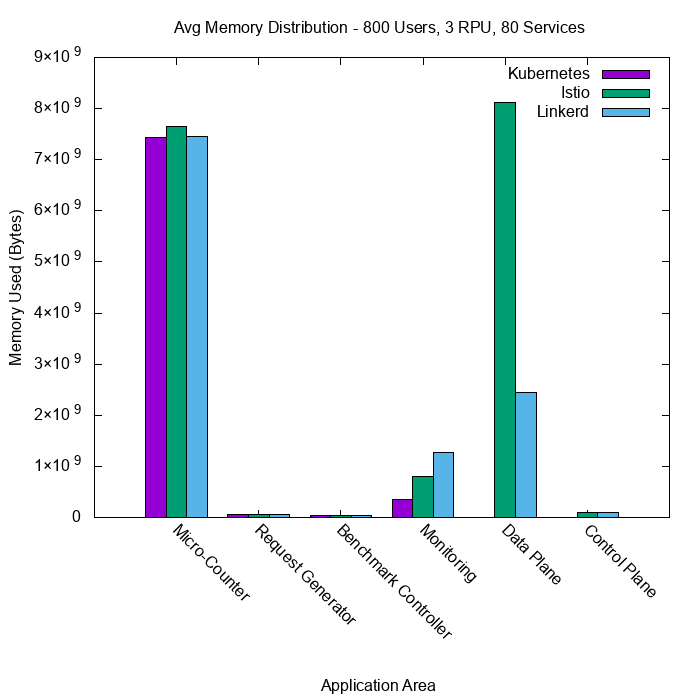 Avg Memory Distribution - 800 Users, 3 RPU, 80 Services
Kubernetes
Istio
Linkerd
9×10^9
8×10^9
7×10^9
6×10^9
5×10^9
4×10^9
3×10^9
2×10^9
1×10^9
0
Memory Used (Bytes)
Micro-Counter
Request Generator
Benchmark Controller
Monitoring
Data Plane
Control Plane
Application Area